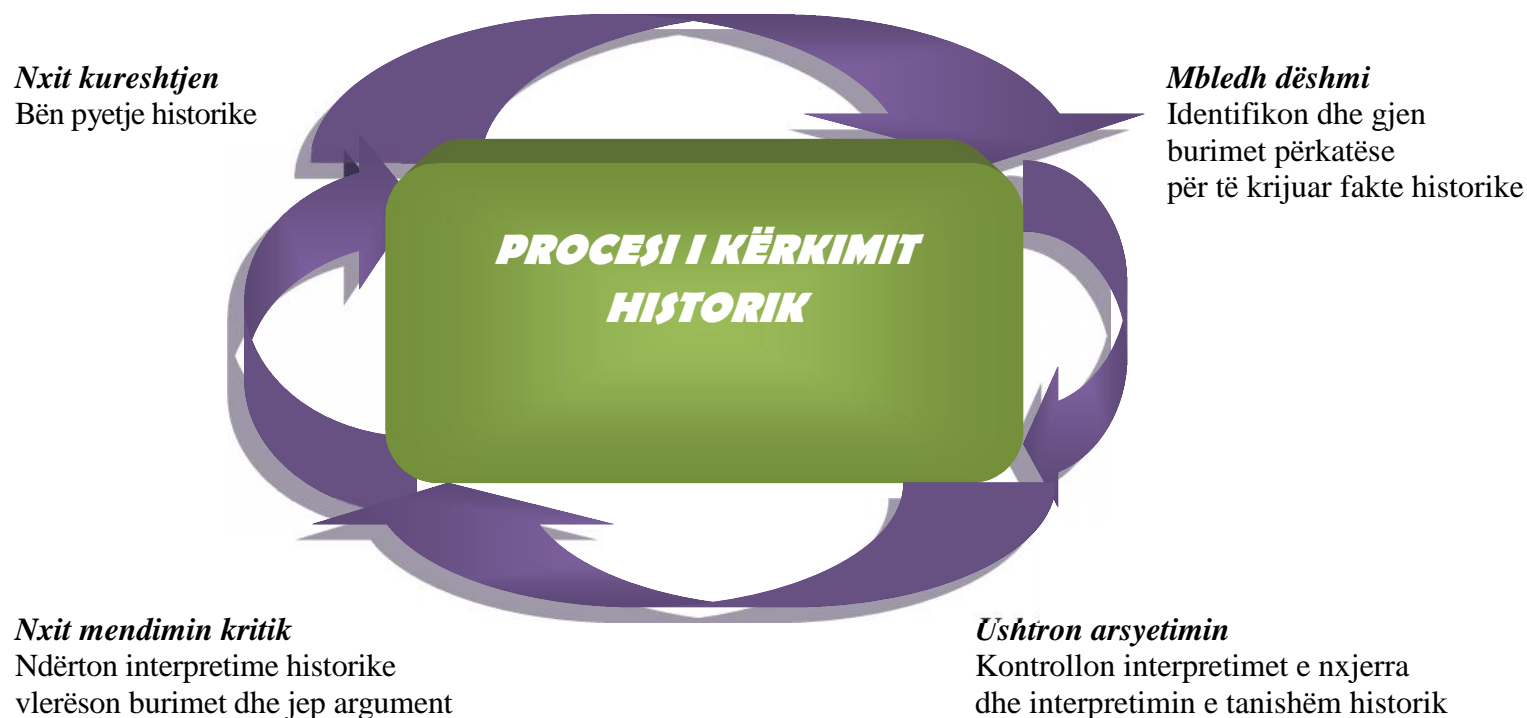 Nxit kureshtjen
Bën pyetje historike
Mbledh dëshmi
Identifikon dhe gjen
burimet përkatëse
për të krijuar fakte historike
PROCESI I KËRKIMIT
HISTORIK
Nxit mendimin kritik
Ndërton interpretime historike
vlerëson burimet dhe jep argument
Ushtron arsyetimin
Kontrollon interpretimet e nxjerra
dhe interpretimin e tanishëm historik